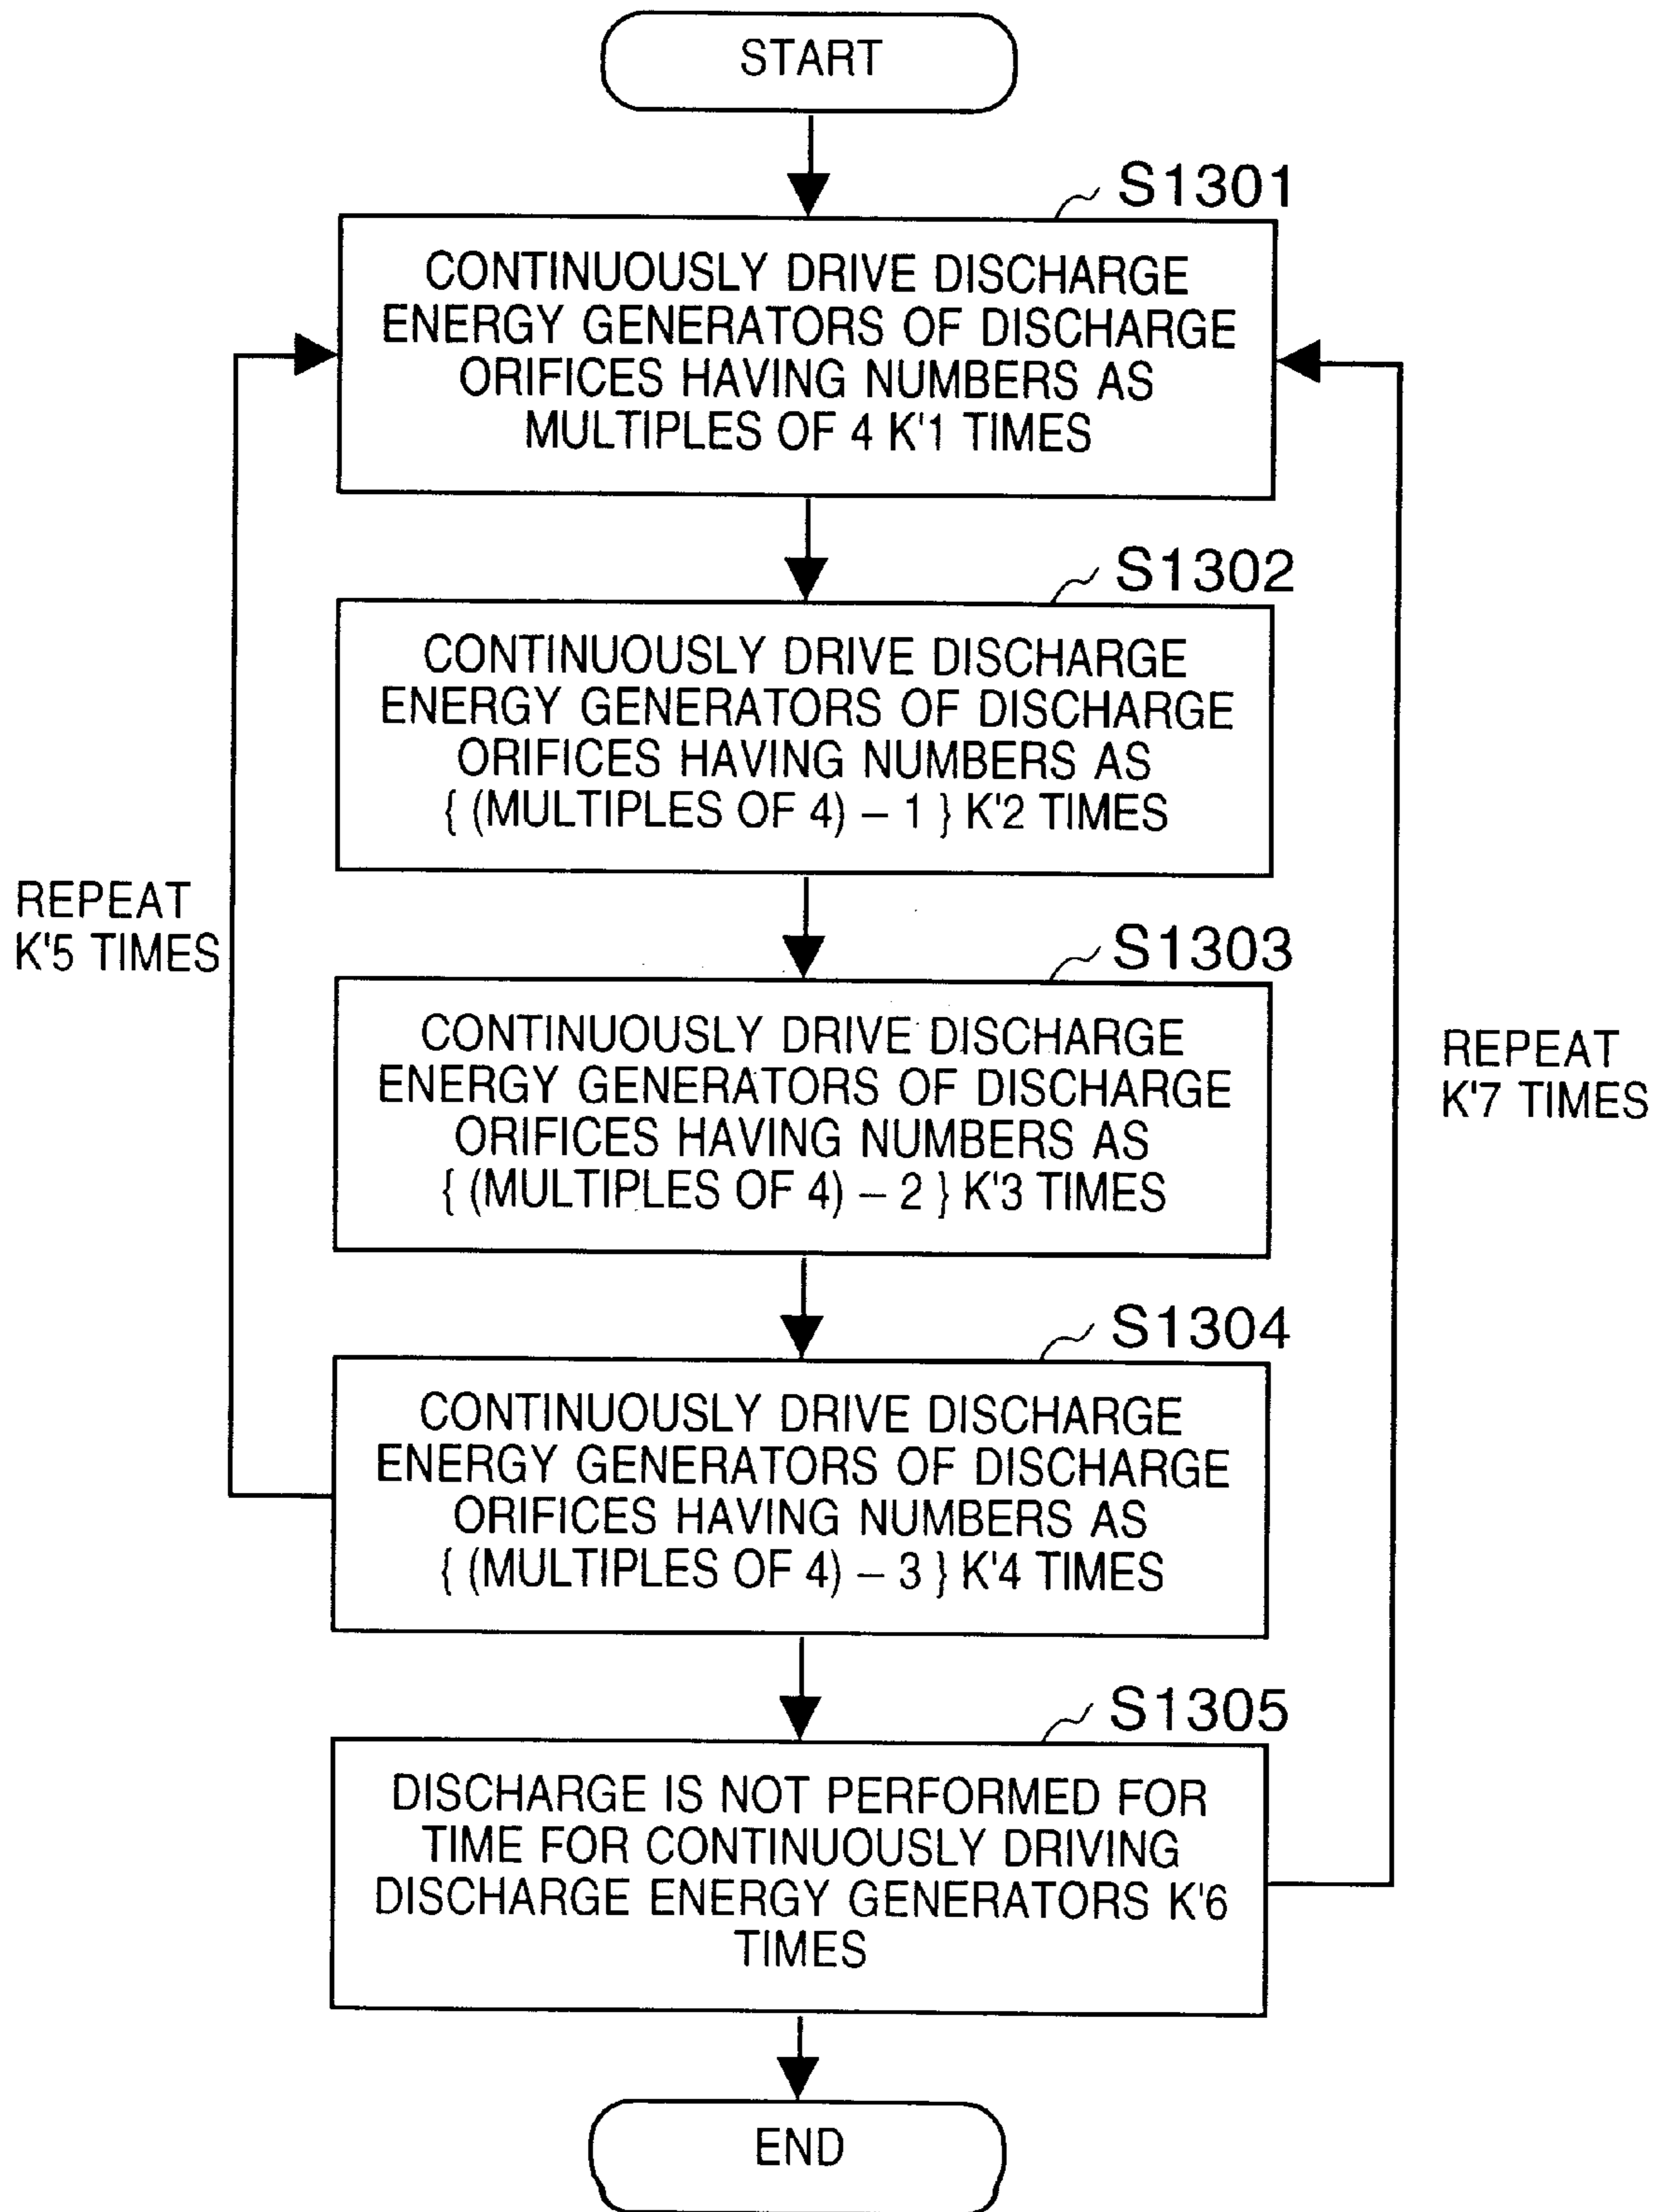 START
S1301
CONTINUOUSLY DRIVE DISCHARGE
ENERGY GENERATORS OF DISCHARGE
ORIFICES HAVING NUMBERS AS
MULTIPLES OF 4 K'1 TIMES
S1302
CONTINUOUSLY DRIVE DISCHARGE
ENERGY GENERATORS OF DISCHARGE
ORIFICES HAVING NUMBERS AS
{ (MULTIPLES OF 4) – 1 } K'2 TIMES
REPEAT
K'5 TIMES
S1303
CONTINUOUSLY DRIVE DISCHARGE
ENERGY GENERATORS OF DISCHARGE
ORIFICES HAVING NUMBERS AS
{ (MULTIPLES OF 4) – 2 } K'3 TIMES
REPEAT
K'7 TIMES
S1304
CONTINUOUSLY DRIVE DISCHARGE
ENERGY GENERATORS OF DISCHARGE
ORIFICES HAVING NUMBERS AS
{ (MULTIPLES OF 4) – 3 } K'4 TIMES
S1305
DISCHARGE IS NOT PERFORMED FOR
TIME FOR CONTINUOUSLY DRIVING
DISCHARGE ENERGY GENERATORS K'6
TIMES
END